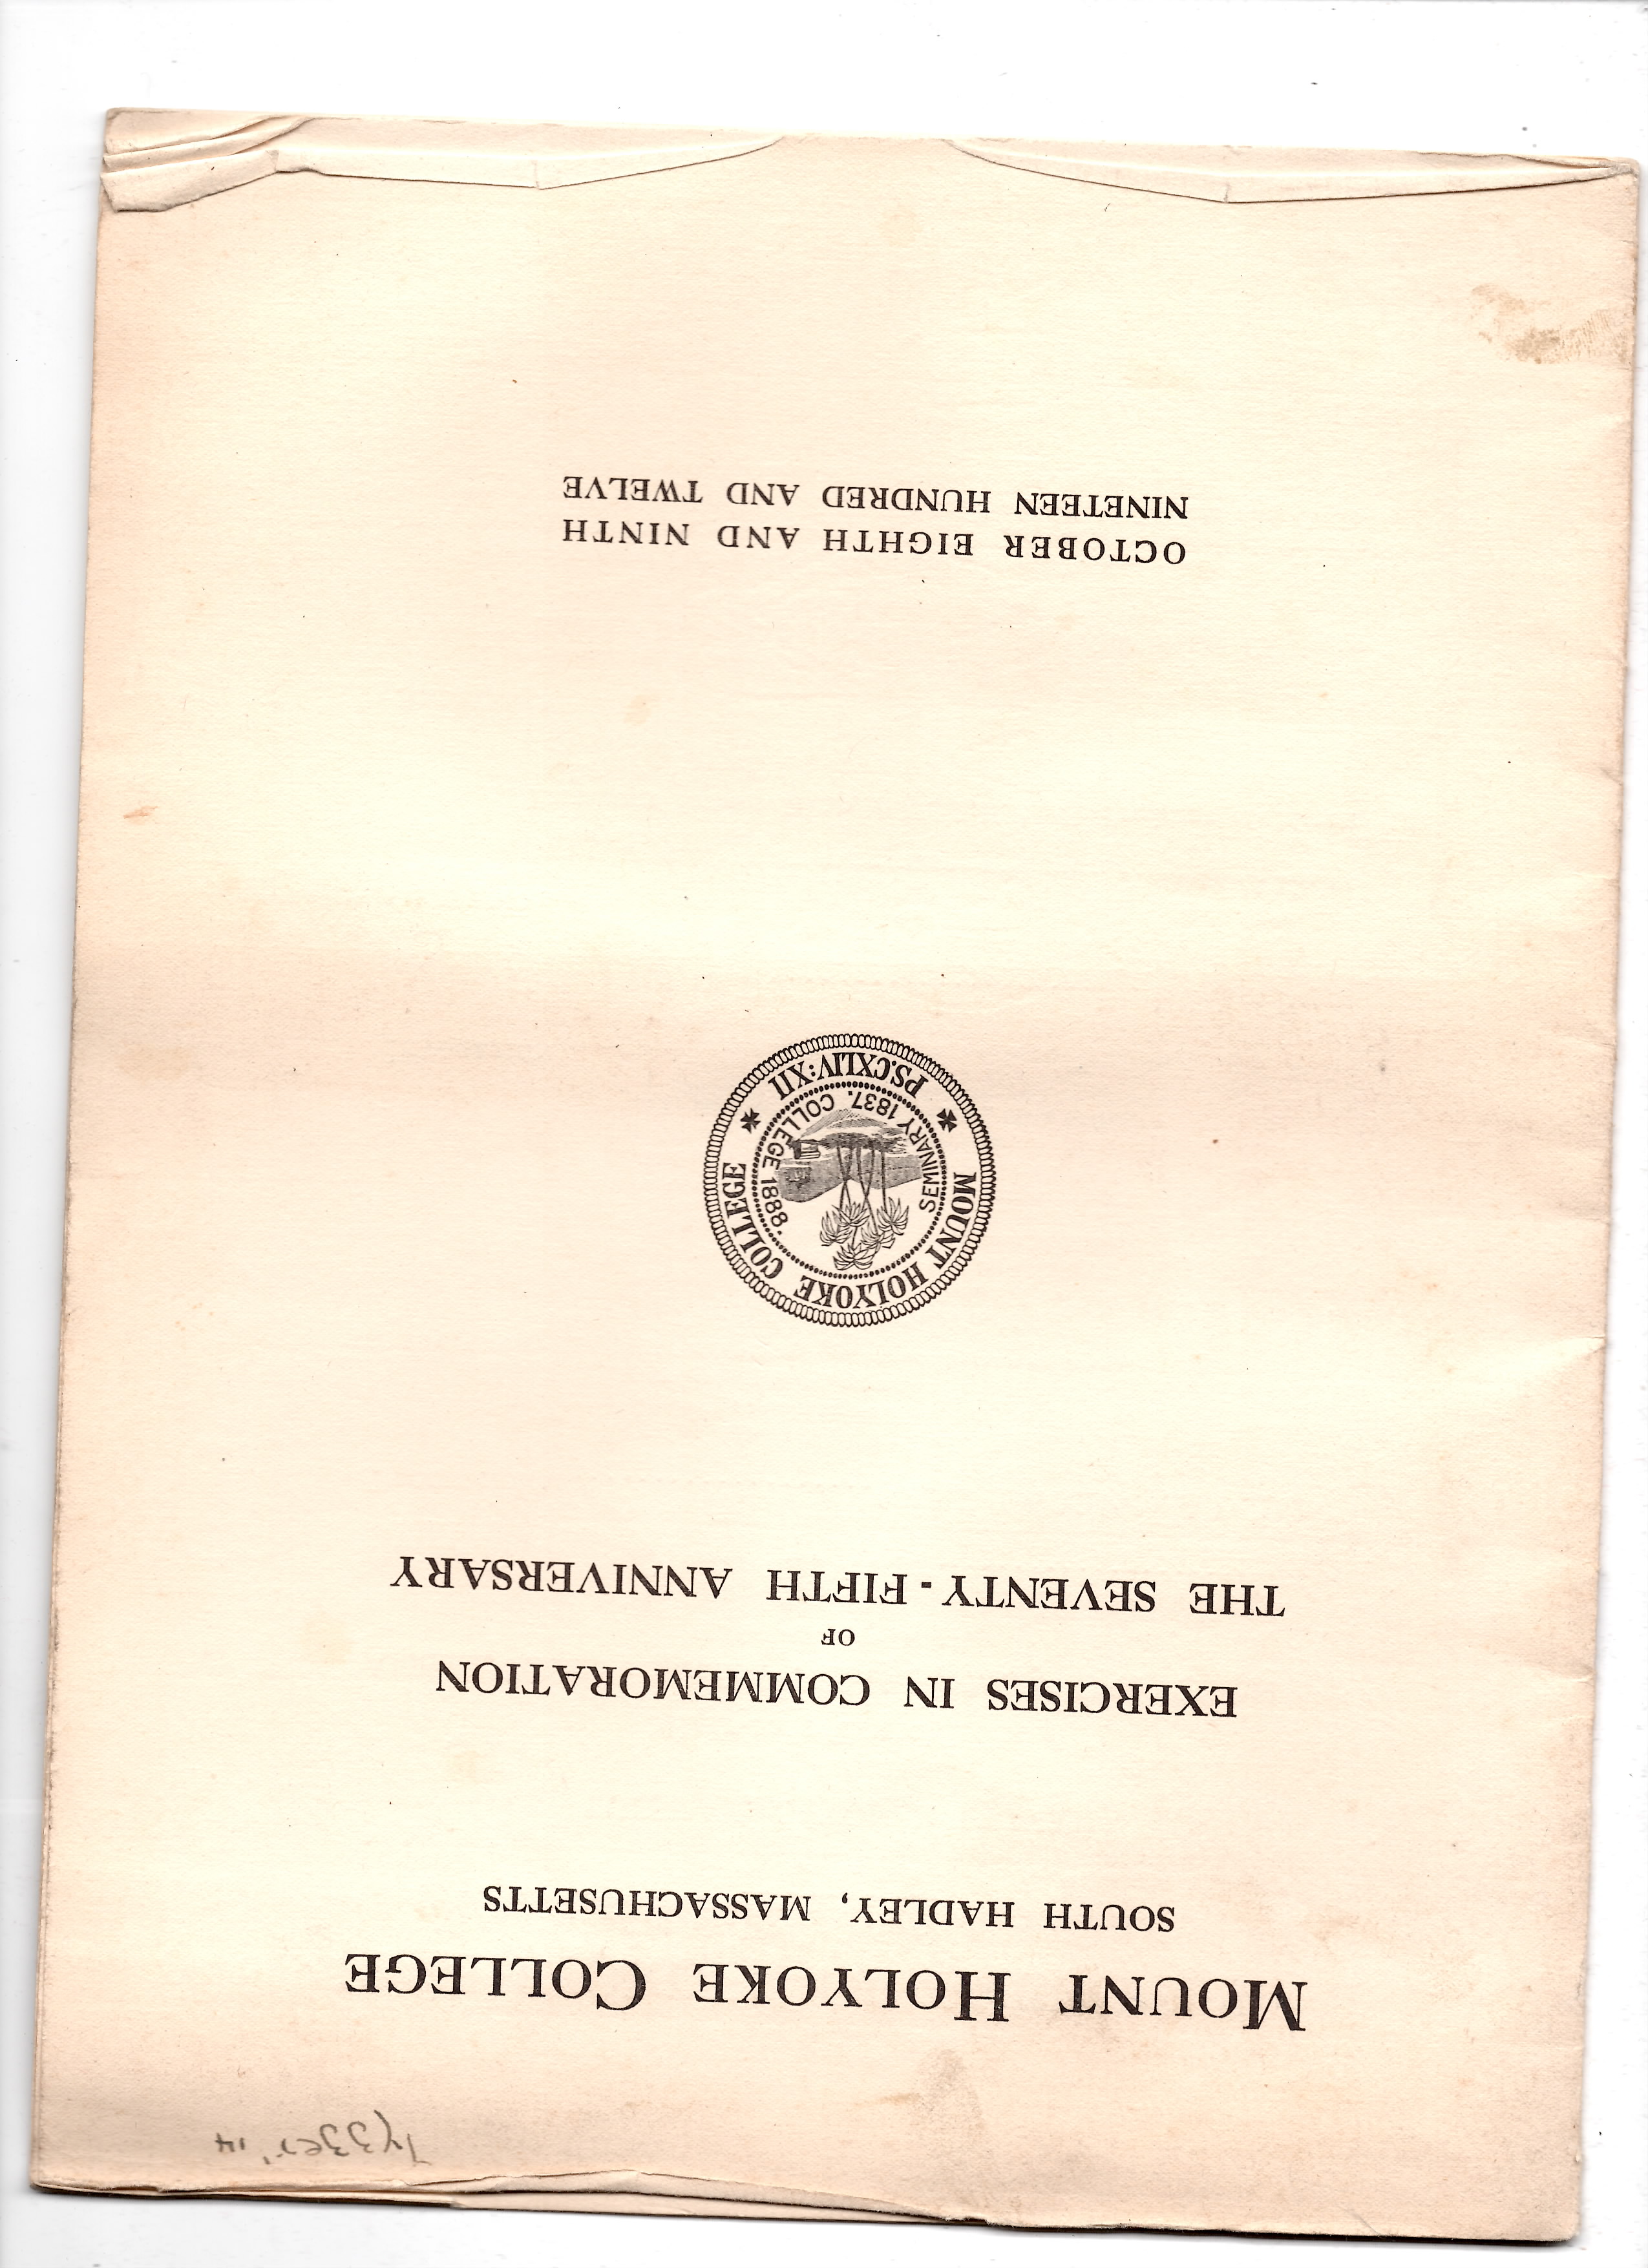 MOUNT HOLYOKE COLLEGE
SOUTH HADLEY, MASSACHUSETTS
EXERCISES IN COMMEMORATION
OF
THE SEVENTY-FIFTH ANNIVERSARY
MOUNT HOLYOKE COLLEGE
PS.CXLIV:XII
SEMINARY 1837. COLLEGE 1888.
OCTOBER EIGHTH AND NINTH
NINETEEN HUNDRED AND TWELVE